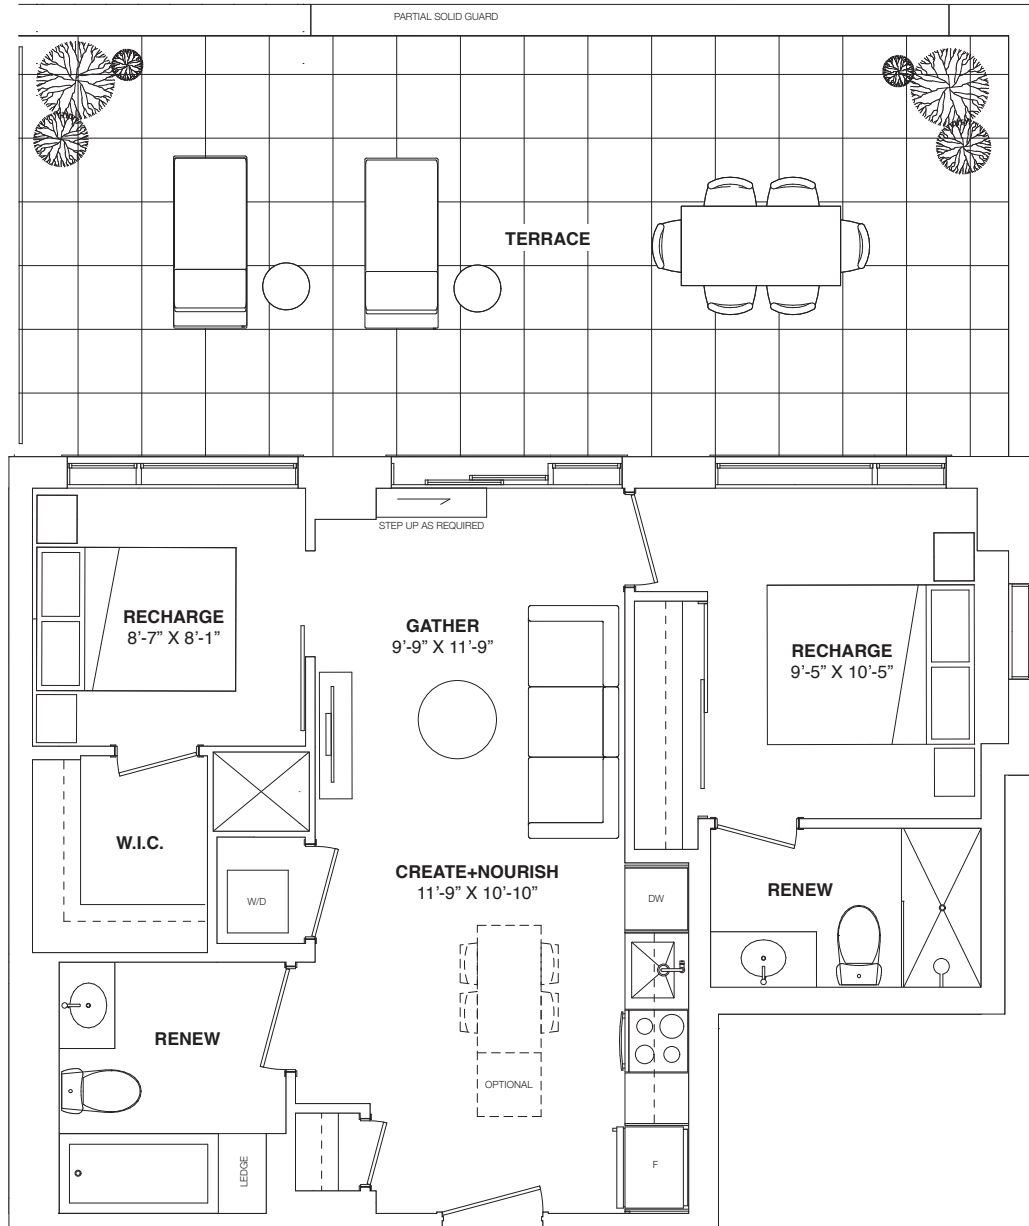 PARTIAL SOLID GUARD
TERRACE
STEP UP AS REQUIRED
RECHARGE
8'-7” X 8'-1”
GATHER
9'-9” X 11'-9”
RECHARGE
9'-5” X 10'-5”
W.I.C.
CREATE+NOURISH
11'-9” X 10'-10”
W/D
DW
RENEW
RENEW
OPTIONAL
LEDGE
F